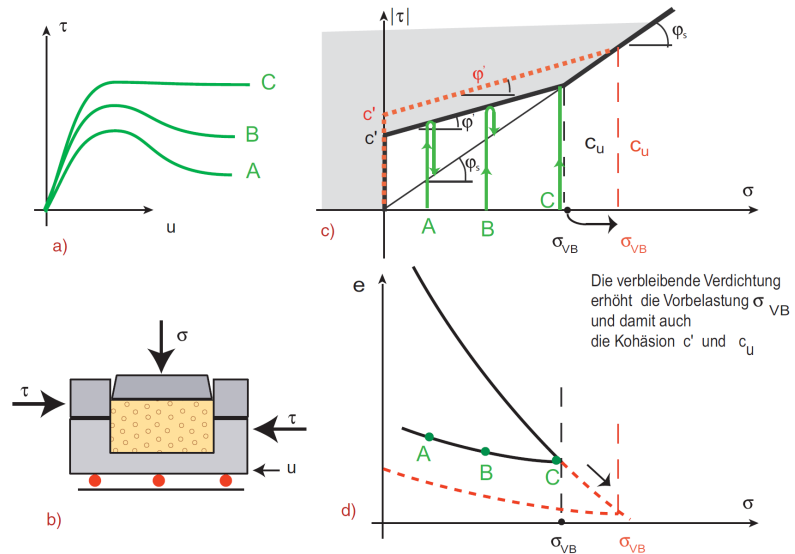 τ
C
B
A
u
a)
|τ|
φs
φ'
c'
c'
φ'
φs
cu
cu
A
B
C
σ
c)
σVB
σVB
σ
τ
τ
u
b)
e
Die verbleibende Verdichtung
erhöht die Vorbelastung σ VB
und damit auch
die Kohäsion c' und cu
A
B
C
σ
d)
σVB
σVB